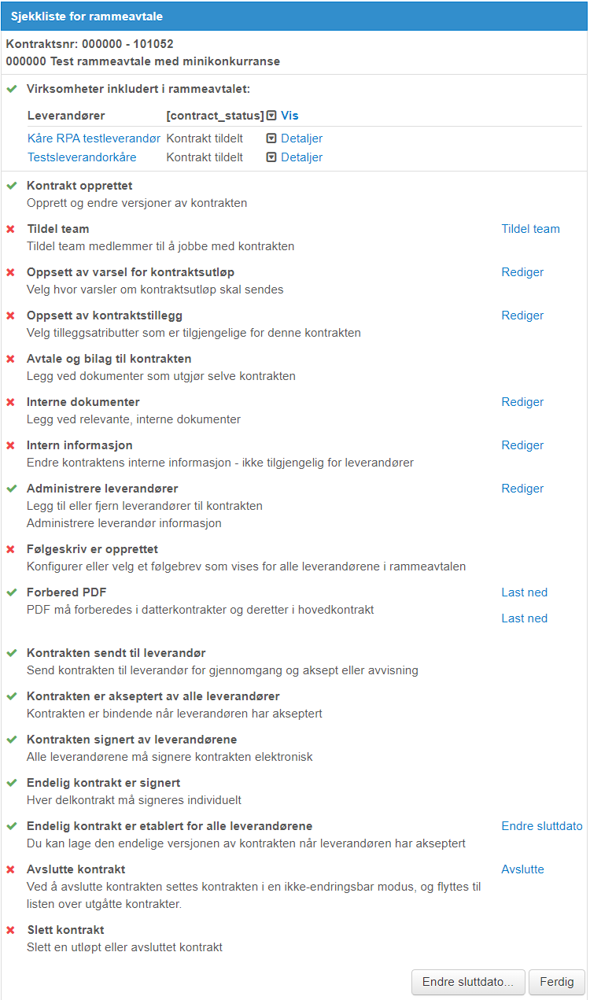 Sjekkliste for rammeavtale
Kontraktsnr: 000000 - 101052
000000 Test rammeavtale med minikonkurranse
Virksomheter inkludert i rammeavtalet:
Leverandører [contract_status] Vis
Kåre RPA testleverandør Kontrakt tildelt Detaljer
Testsleverandorkåre Kontrakt tildelt Detaljer
Kontrakt opprettet
Opprett og endre versjoner av kontrakten
Tildel team Tildel team
Tildel team medlemmer til å jobbe med kontrakten
Oppsett av varsel for kontraktsutløp Rediger
Velg hvor varsler om kontraktsutløp skal sendes
Oppsett av kontraktstillegg Rediger
Velg tilleggsatributter som er tilgjengelige for denne kontrakten
Avtale og bilag til kontrakten
Legg ved dokumenter som utgjør selve kontrakten
Interne dokumenter Rediger
Legg ved relevante, interne dokumenter
Intern informasjon Rediger
Endre kontraktens interne informasjon - ikke tilgjengelig for leverandører
Administrere leverandører Rediger
Legg til eller fjern leverandører til kontrakten
Administrere leverandør informasjon
Følgeskriv er opprettet
Konfigurer eller velg et følgebrev som vises for alle leverandørene i rammeavtalen
Forbered PDF Last ned
PDF må forberedes i datterkontrakter og deretter i hovedkontrakt
Last ned
Kontrakten sendt til leverandør
Send kontrakten til leverandør for gjennomgang og aksept eller avvisning
Kontrakten er akseptert av alle leverandører
Kontrakten er bindende når leverandøren har akseptert
Kontrakten signert av leverandørene
Alle leverandørene må signere kontrakten elektronisk
Endelig kontrakt er signert
Hver delkontrakt må signeres individuelt
Endelig kontrakt er etablert for alle leverandørene Endre sluttdato
Du kan lage den endelige versjonen av kontrakten når leverandøren har akseptert
Avslutte kontrakt Avslutte
Ved å avslutte kontrakten settes kontrakten i en ikke-endringsbar modus, og flyttes til
listen over utgåtte kontrakter.
Slett kontrakt
Slett en utløpt eller avsluttet kontrakt
Endre sluttdato... Ferdig